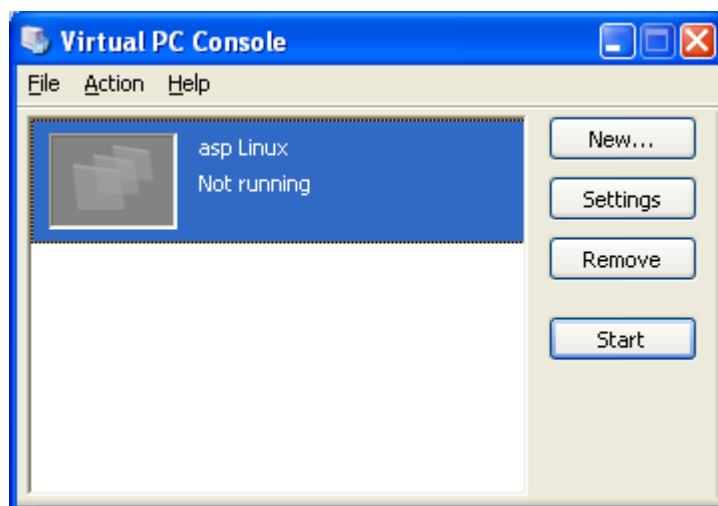 Virtual PC Console
File Action Help
asp Linux
Not running
New...
Settings
Remove
Start